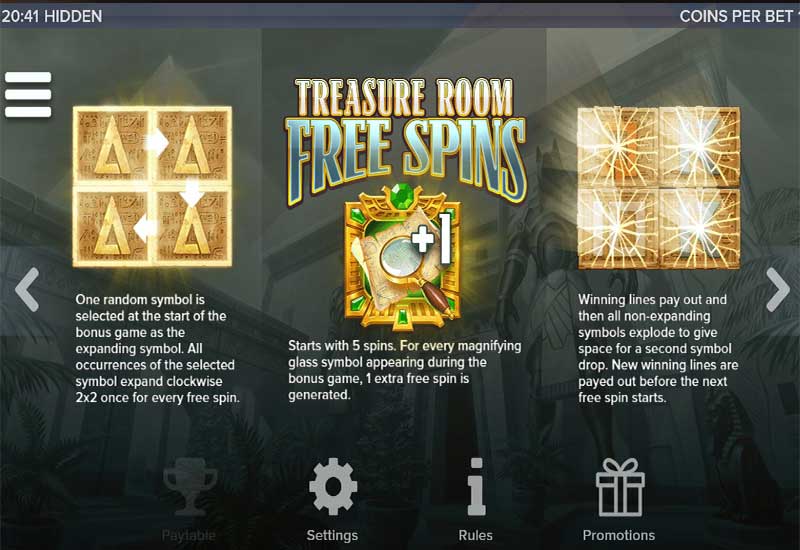 20:41 HIDDEN
COINS PER BET
TREASURE ROOM
FREE SPINS
+1
One random symbol is
selected at the start of the
bonus game as the
expanding symbol. All
occurrences of the selected
symbol expand clockwise
2x2 once for every free spin.
Starts with 5 spins. For every magnifying
glass symbol appearing during the
bonus game, 1 extra free spin is
generated.
Winning lines pay out and
then all non-expanding
symbols explode to give
space for a second symbol
drop. New winning lines are
payed out before the next
free spin starts.
Paytable
Settings
Rules
Promotions